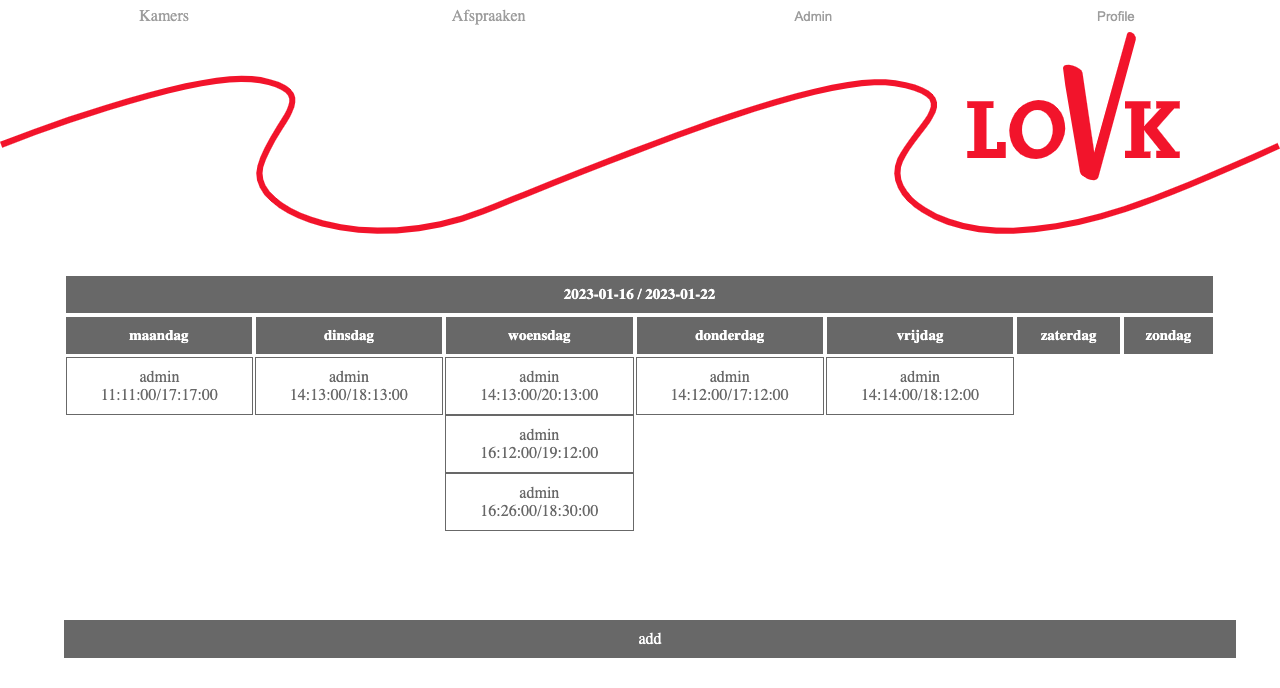 Kamers Afspraaken Admin Profile
LOVK
2023-01-16 / 2023-01-22
maandag dinsdag woensdag donderdag vrijdag zaterdag zondag
admin admin admin admin admin
11:11:00/17:17:00 14:13:00/18:13:00 14:13:00/20:13:00 14:12:00/17:12:00 14:14:00/18:12:00
admin
16:12:00/19:12:00
admin
16:26:00/18:30:00
add